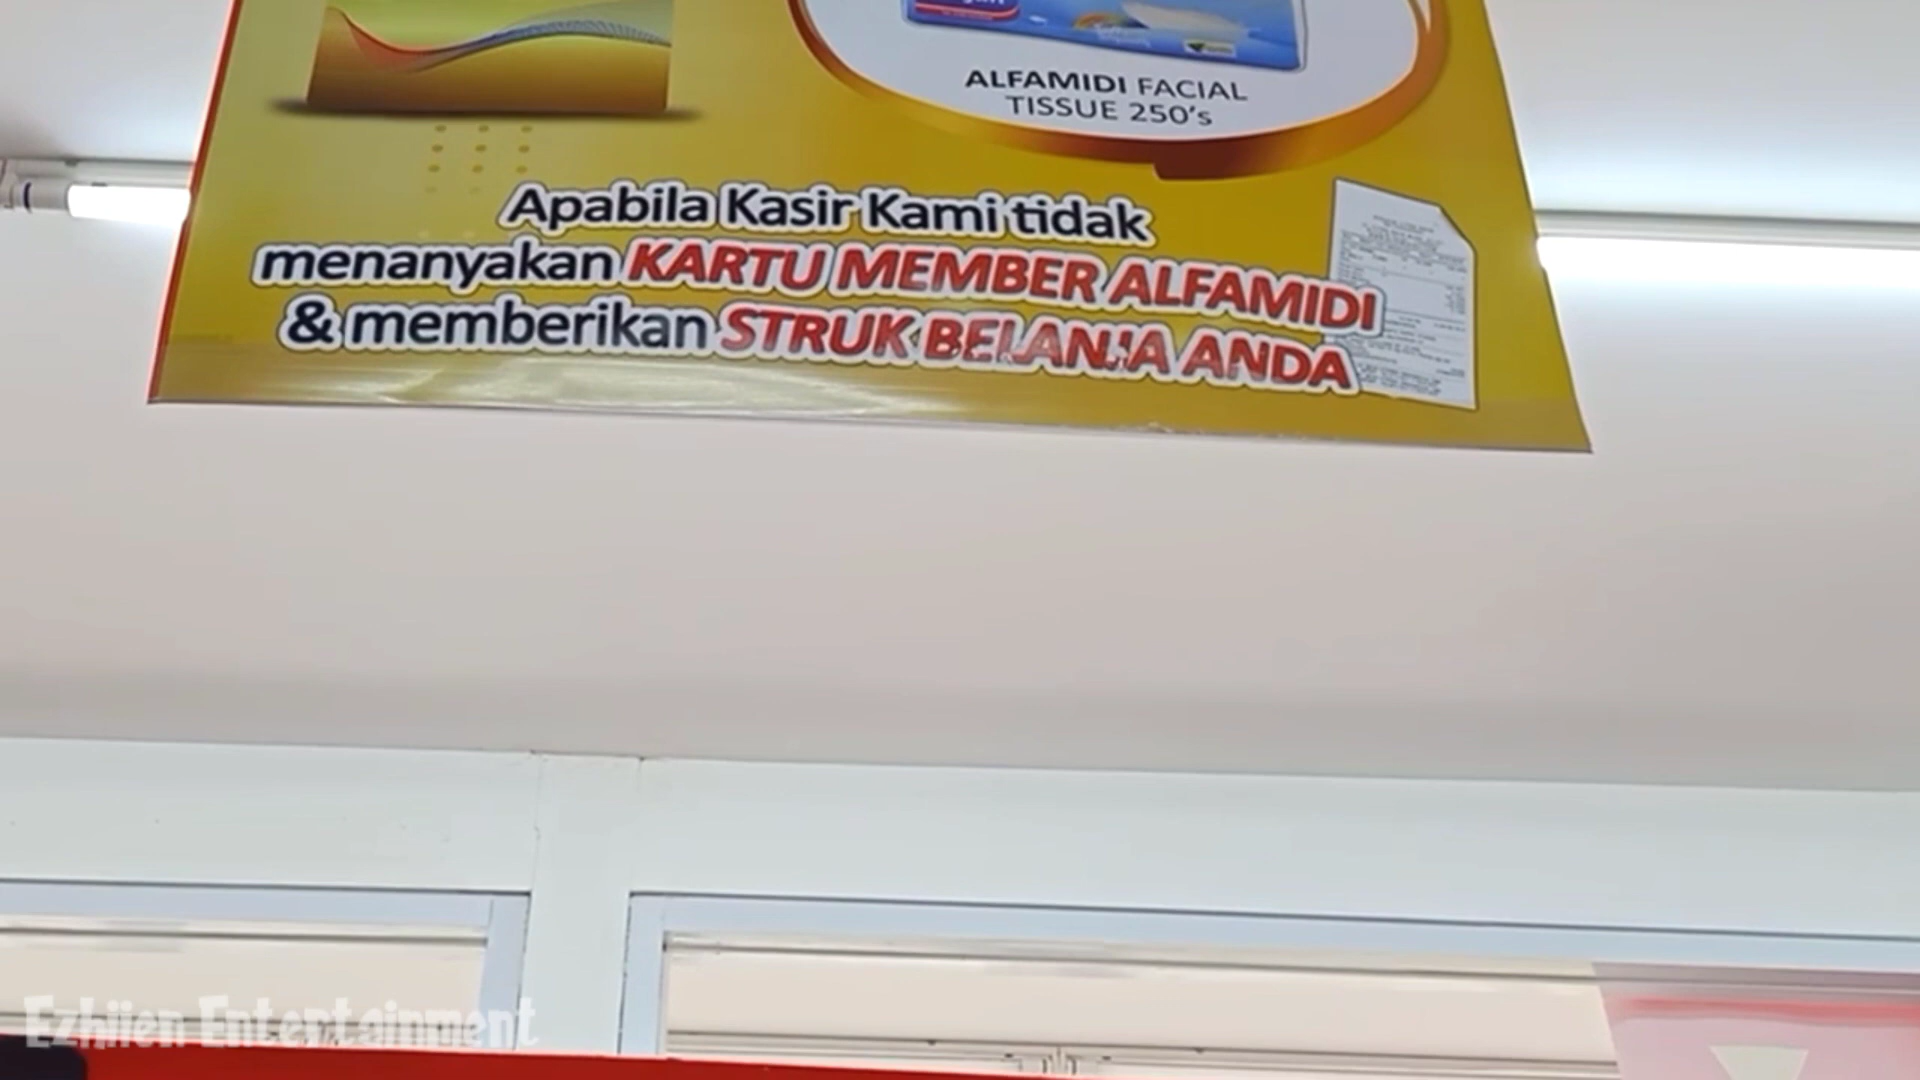 ALFAMIDI FACIAL
TISSUE 250's
Apabila Kasir Kami tidak
menanyakan KARTU MEMBER ALFAMIDI
& memberikan STRUK BELANJA ANDA
Ezhiien Entertainment